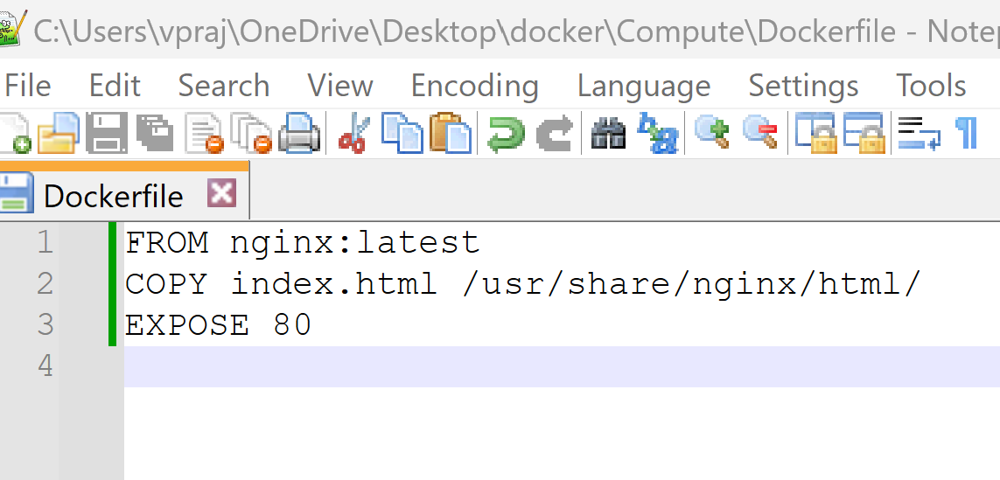 C:\Users\vpraj\OneDrive\Desktop\docker\Compute\Dockerfile - Notep
File Edit Search View Encoding Language Settings Tools
Dockerfile
1 FROM nginx:latest
2 COPY index.html /usr/share/nginx/html/
3 EXPOSE 80
4